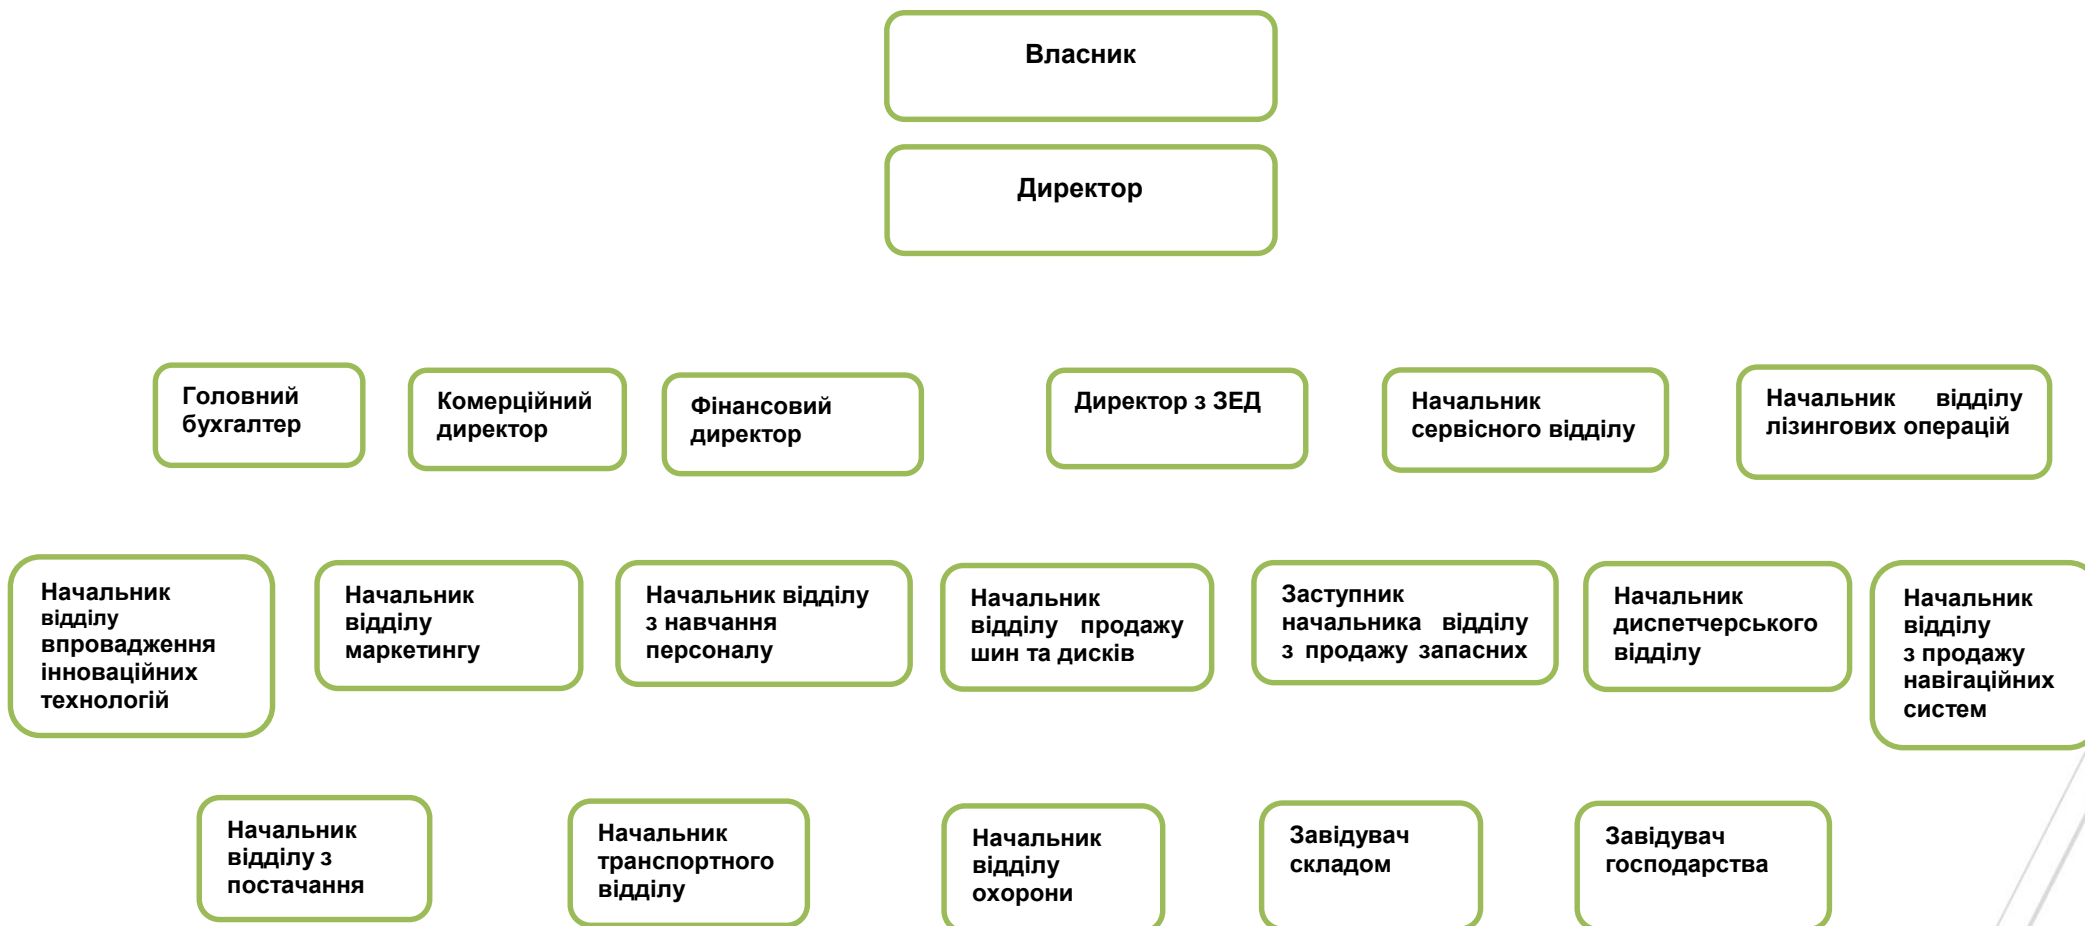 Власник
Директор
Головний
бухгалтер
Комерційний
директор
Фінансовий
директор
Директор з ЗЕД
Начальник
сервісного відділу
Начальник відділу
лізингових операцій
Начальник
відділу
впровадження
інноваційних
технологій
Начальник
відділу
маркетингу
Начальник відділу
з навчання
персоналу
Начальник
відділу продажу
шин та дисків
Заступник
начальника відділу
з продажу запасних
Начальник
диспетчерського
відділу
Начальник
відділу
з продажу
навігаційних
систем
Начальник
відділу з
постачання
Начальник
транспортного
відділу
Начальник
відділу
охорони
Завідувач
складом
Завідувач
господарства